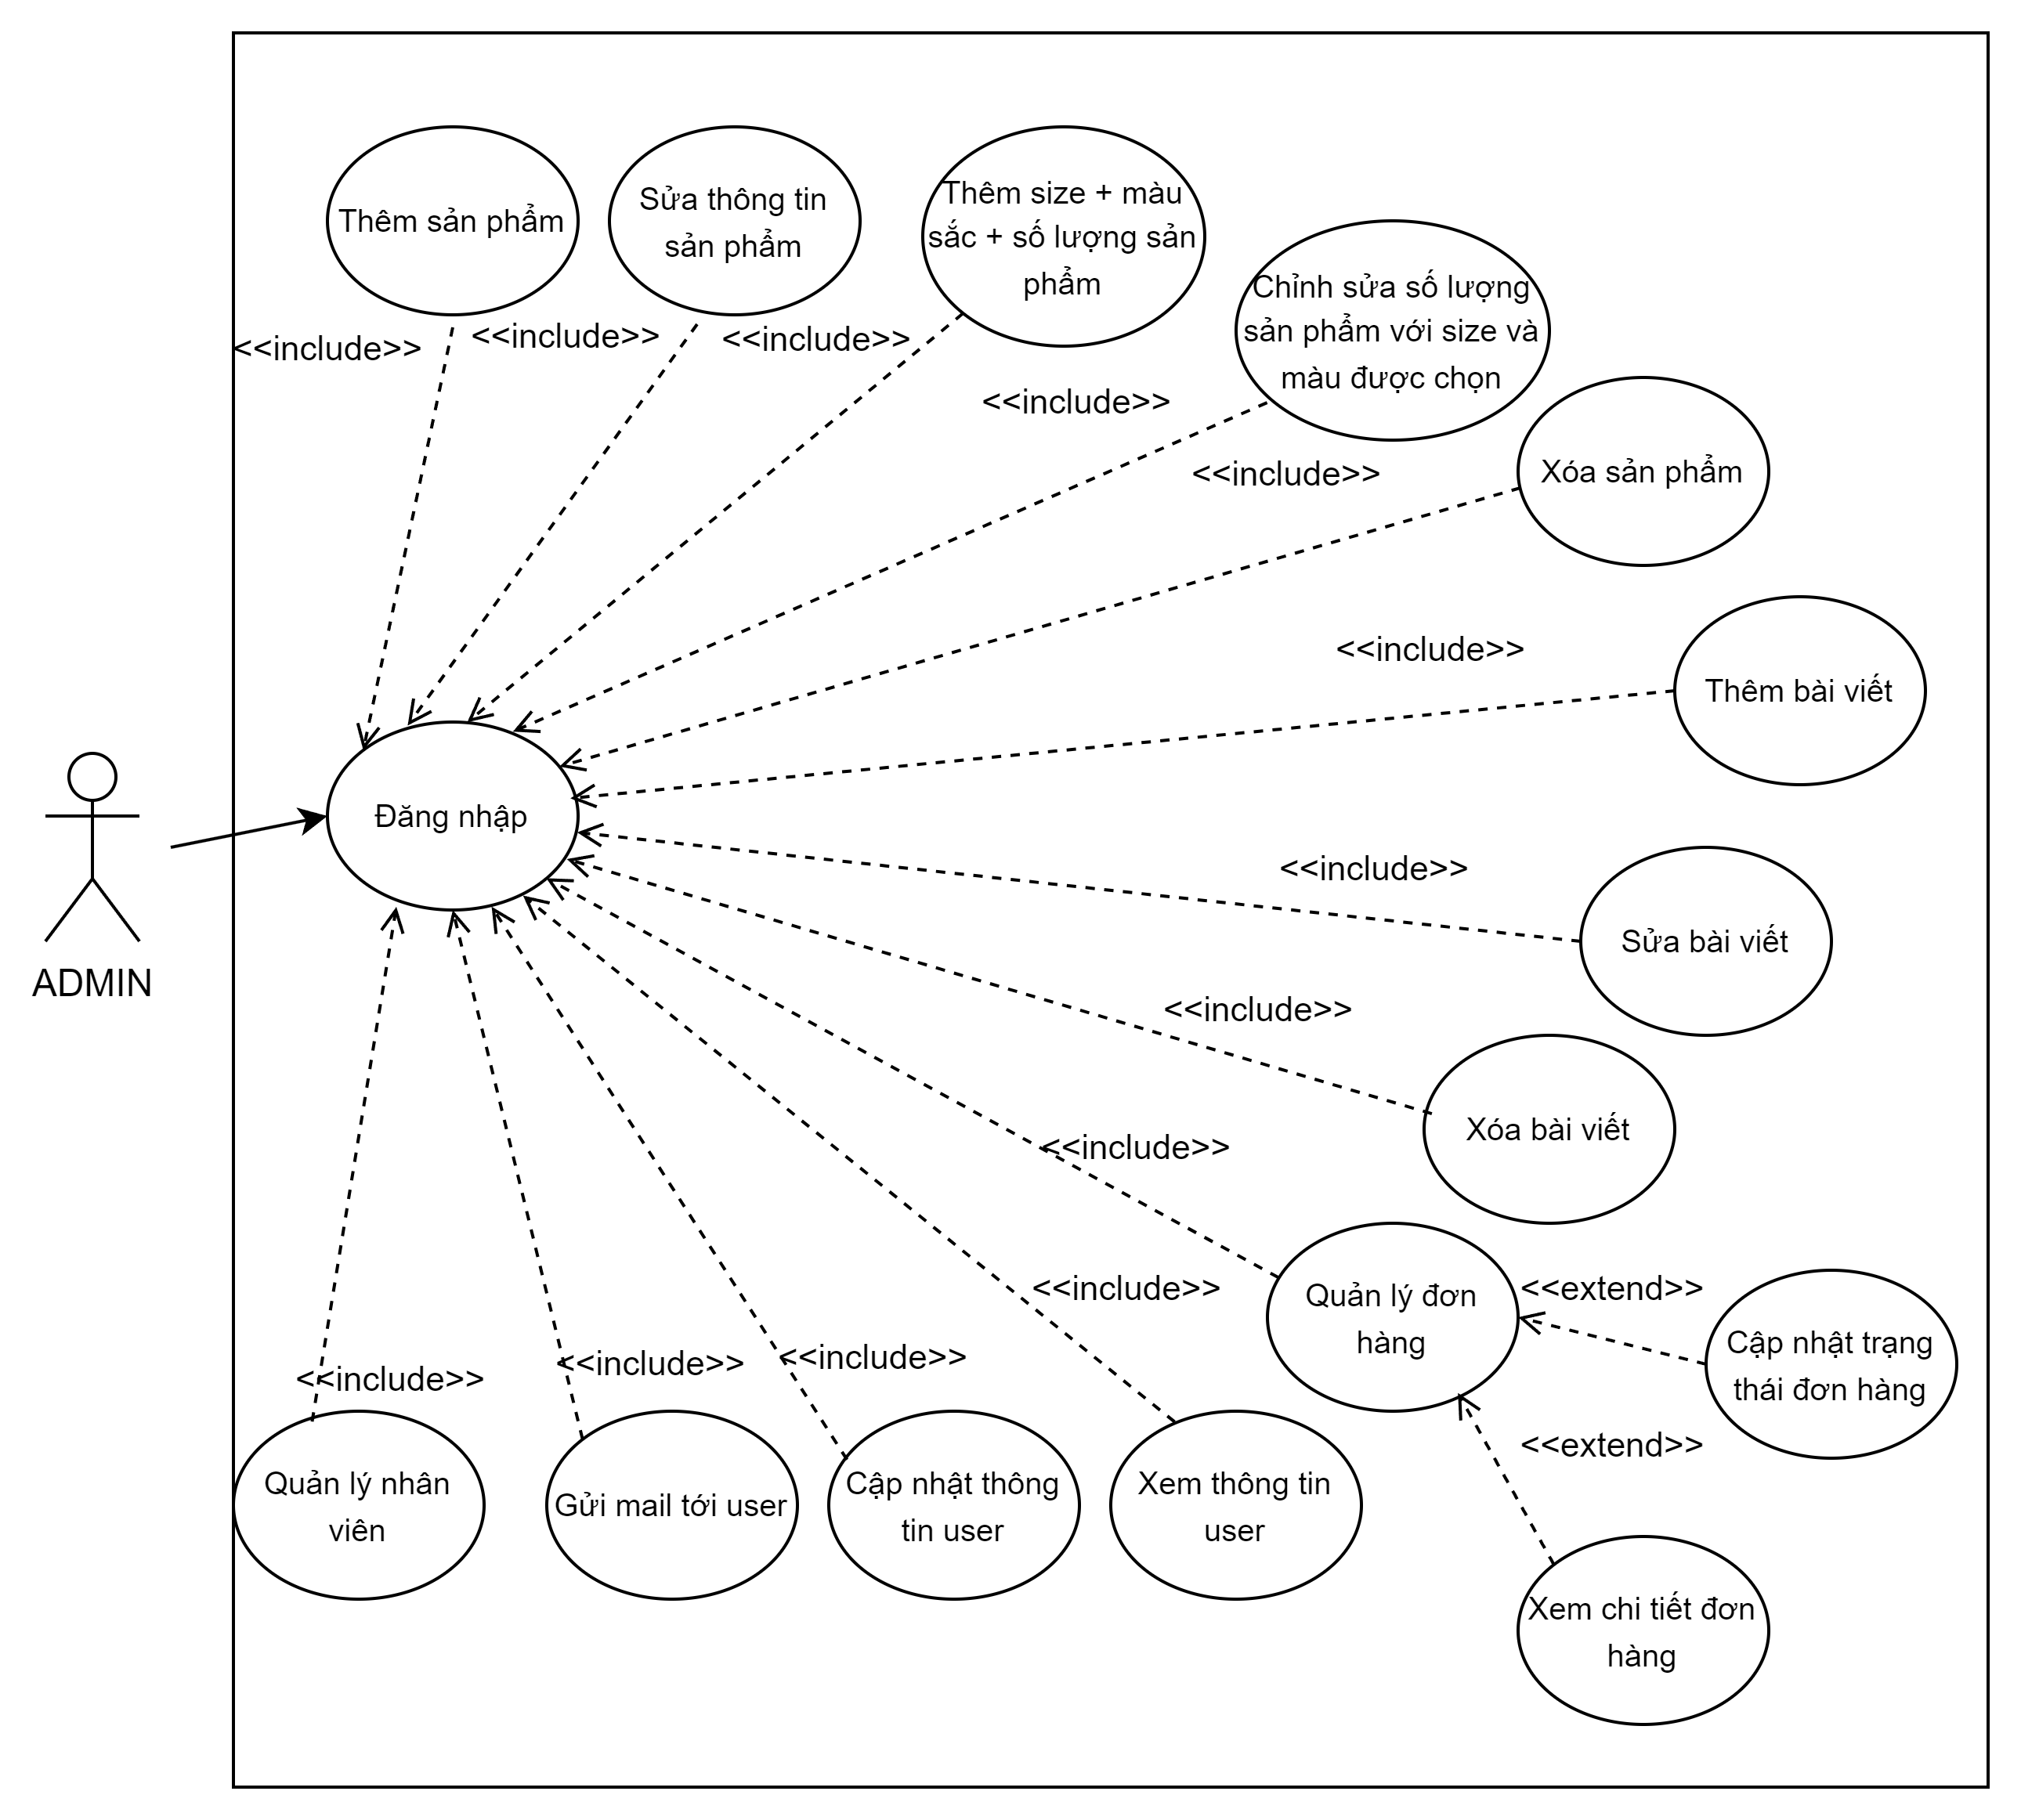 Thêm sản phẩm
Sửa thông tin
sản phẩm
Thêm size + màu
sắc + số lượng sản
phẩm
Chỉnh sửa số lượng
sản phẩm với size và
màu được chọn
<<include>>
<<include>>
<<include>>
<<include>>
<<include>>
Xóa sản phẩm
<<include>>
Thêm bài viết
Đăng nhập
ADMIN
<<include>>
Sửa bài viết
<<include>>
Xóa bài viết
<<include>>
Quản lý đơn
hàng
<<extend>>
Cập nhật trạng
thái đơn hàng
<<extend>>
Xem chi tiết đơn
hàng
<<include>>
<<include>>
<<include>>
<<include>>
Quản lý nhân
viên
Gửi mail tới user
Cập nhật thông
tin user
Xem thông tin
user